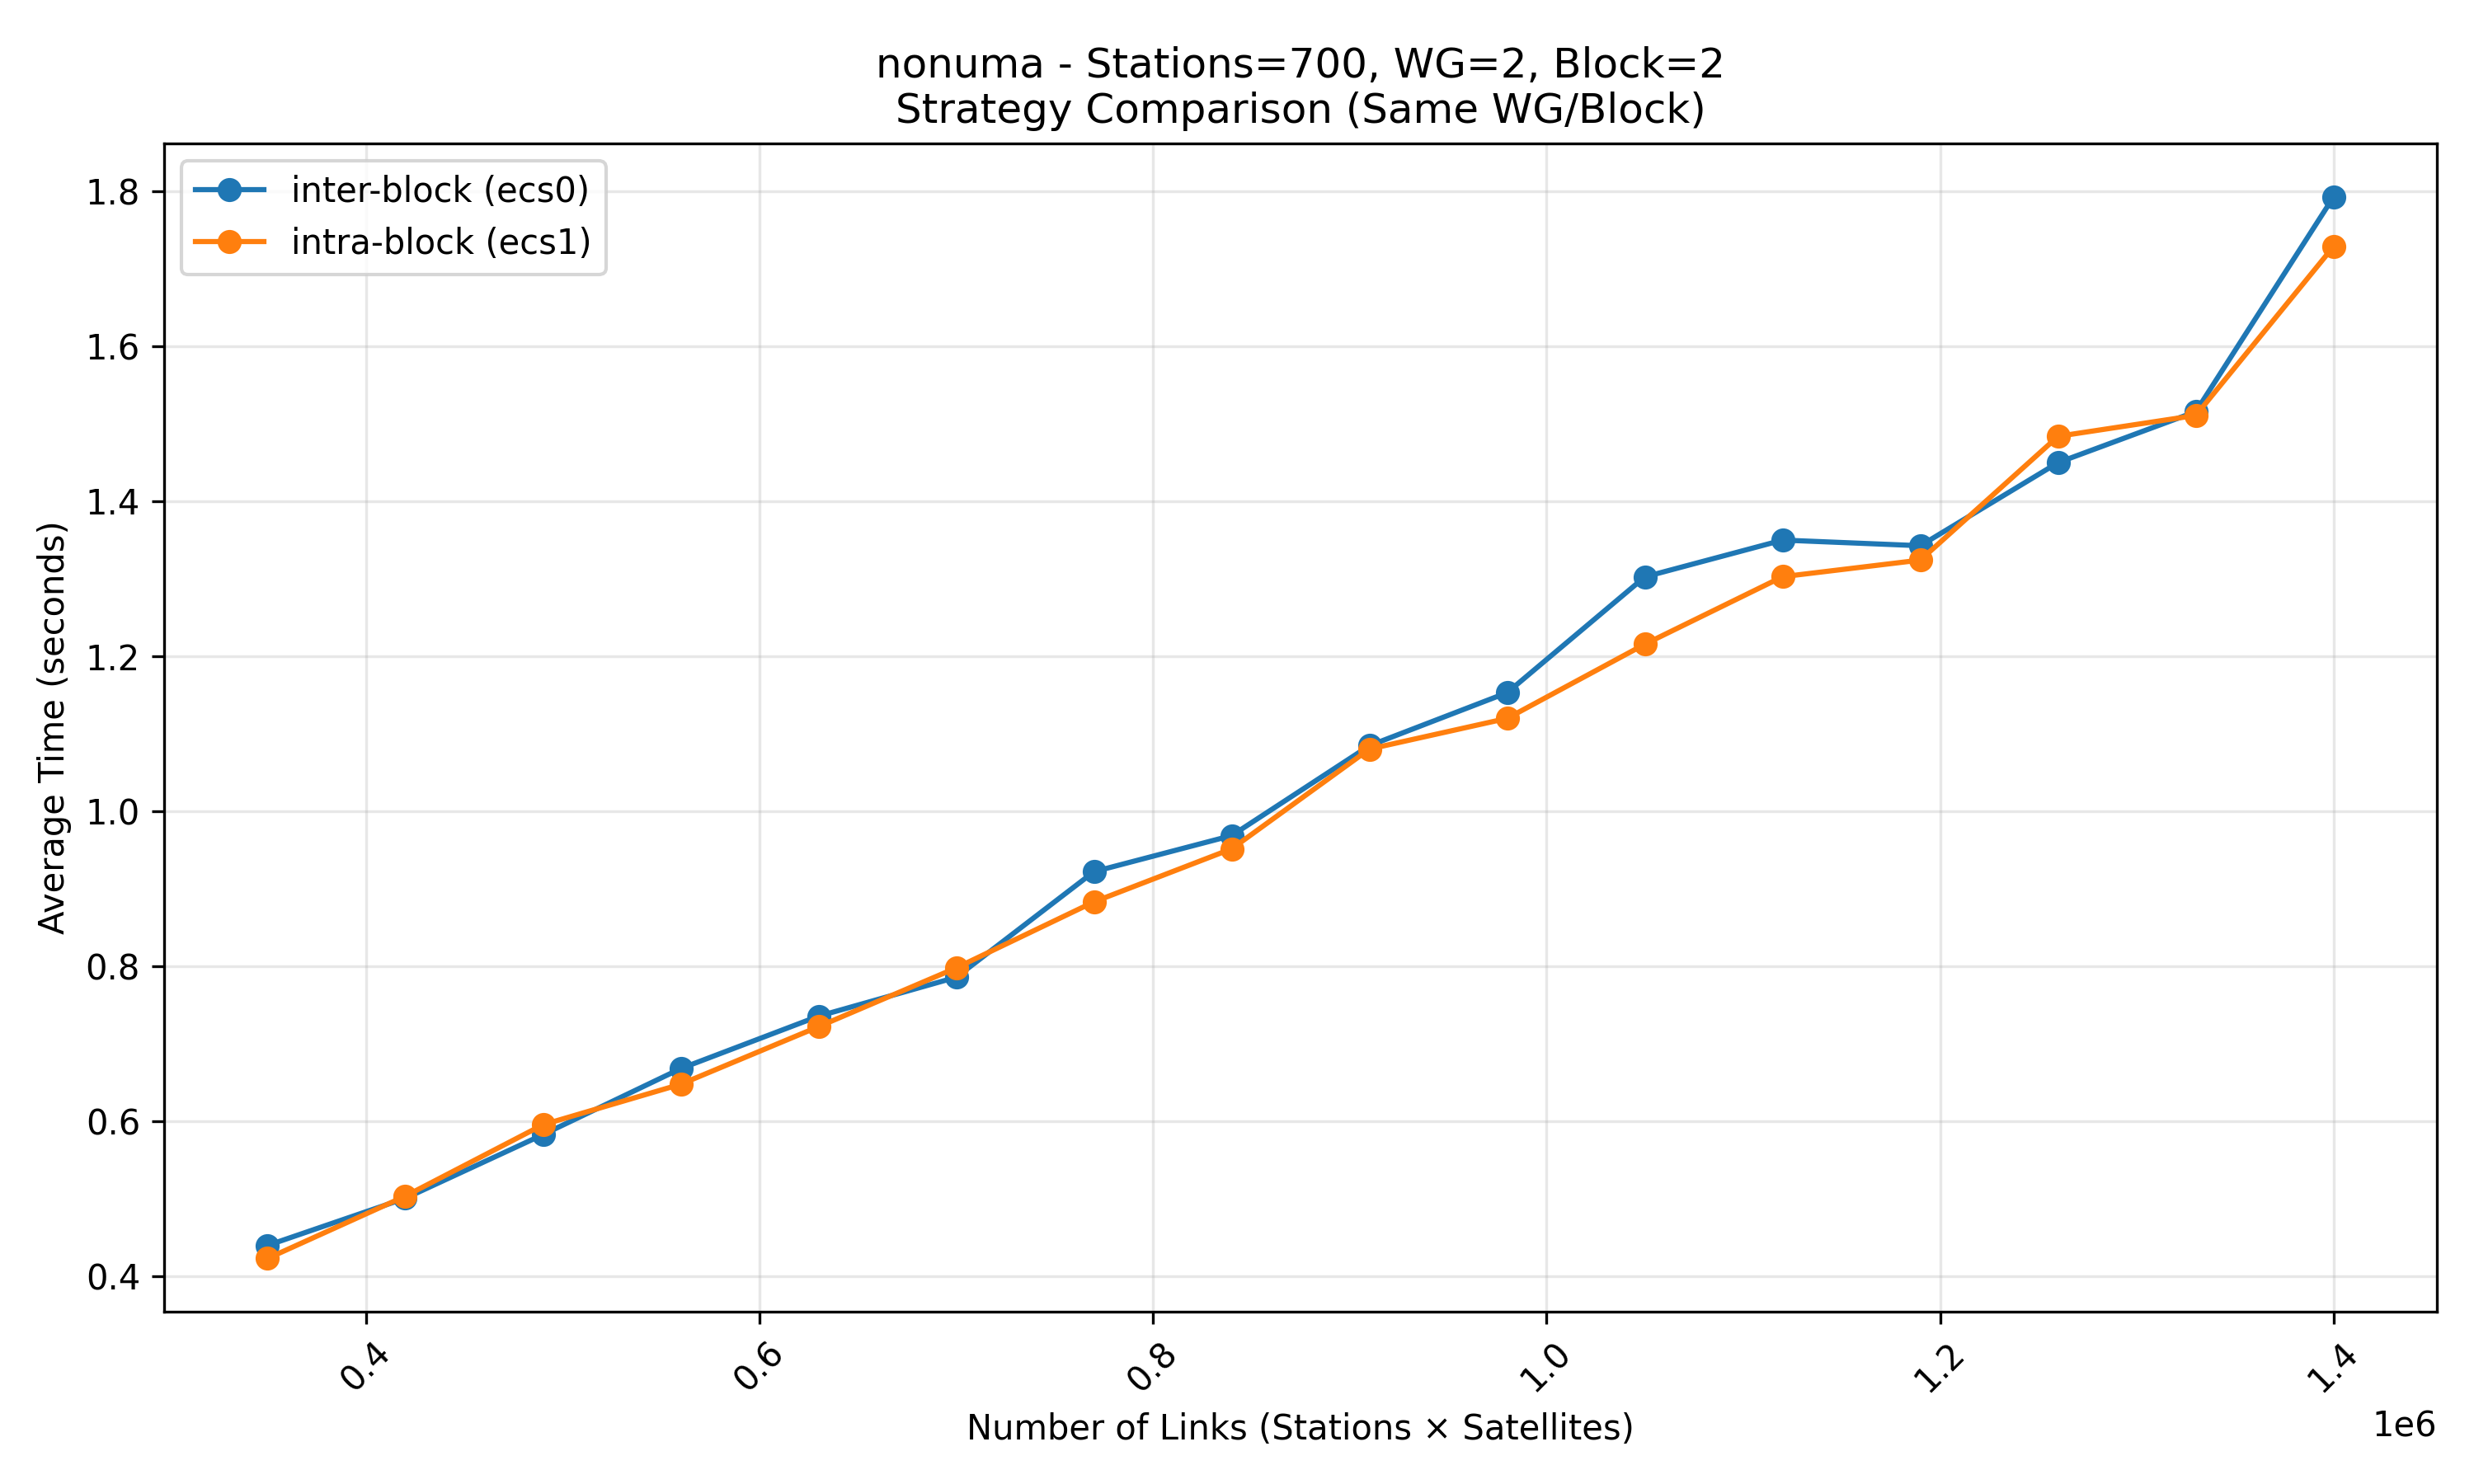 nonuma - Stations=700, WG=2, Block=2
Strategy Comparison (Same WG/Block)
inter-block (ecs0)
intra-block (ecs1)
Average Time (seconds)
1.8
1.6
1.4
1.2
1.0
0.8
0.6
0.4
0.4
0.6
0.8
1.0
1.2
1.4
1e6
Number of Links (Stations × Satellites)